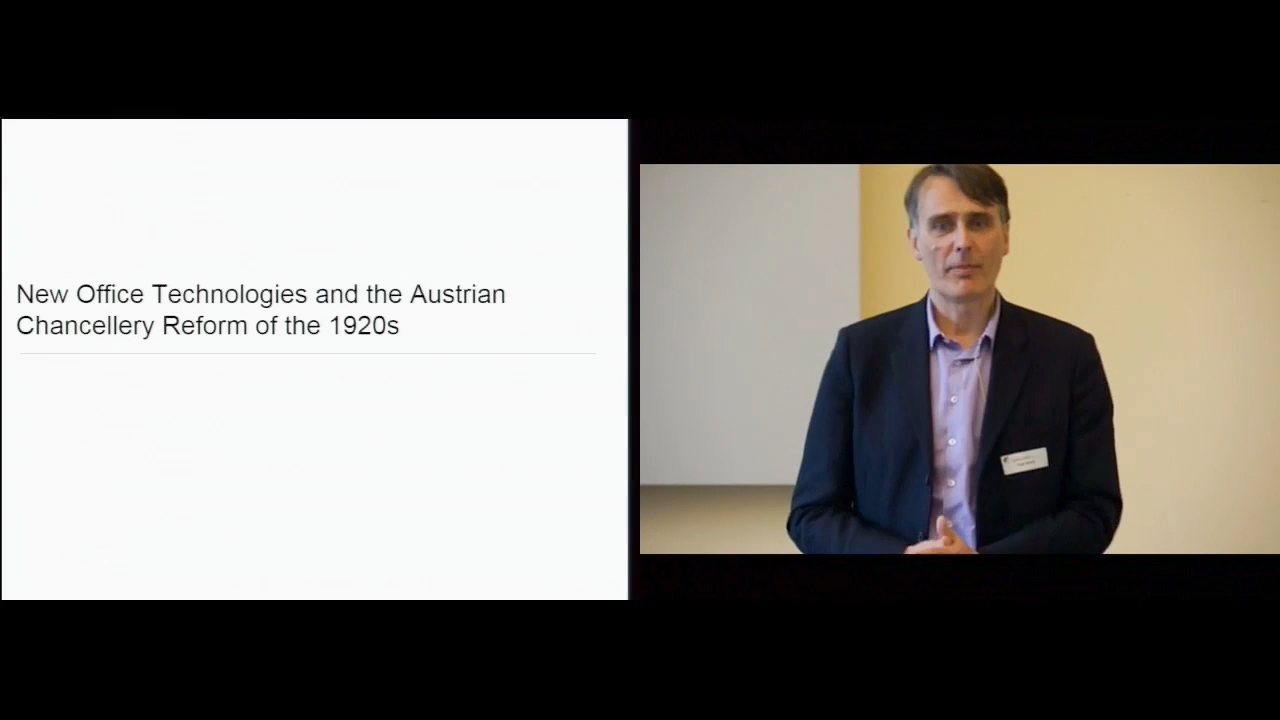 New Office Technologies and the Austrian
Chancellery Reform of the 1920s